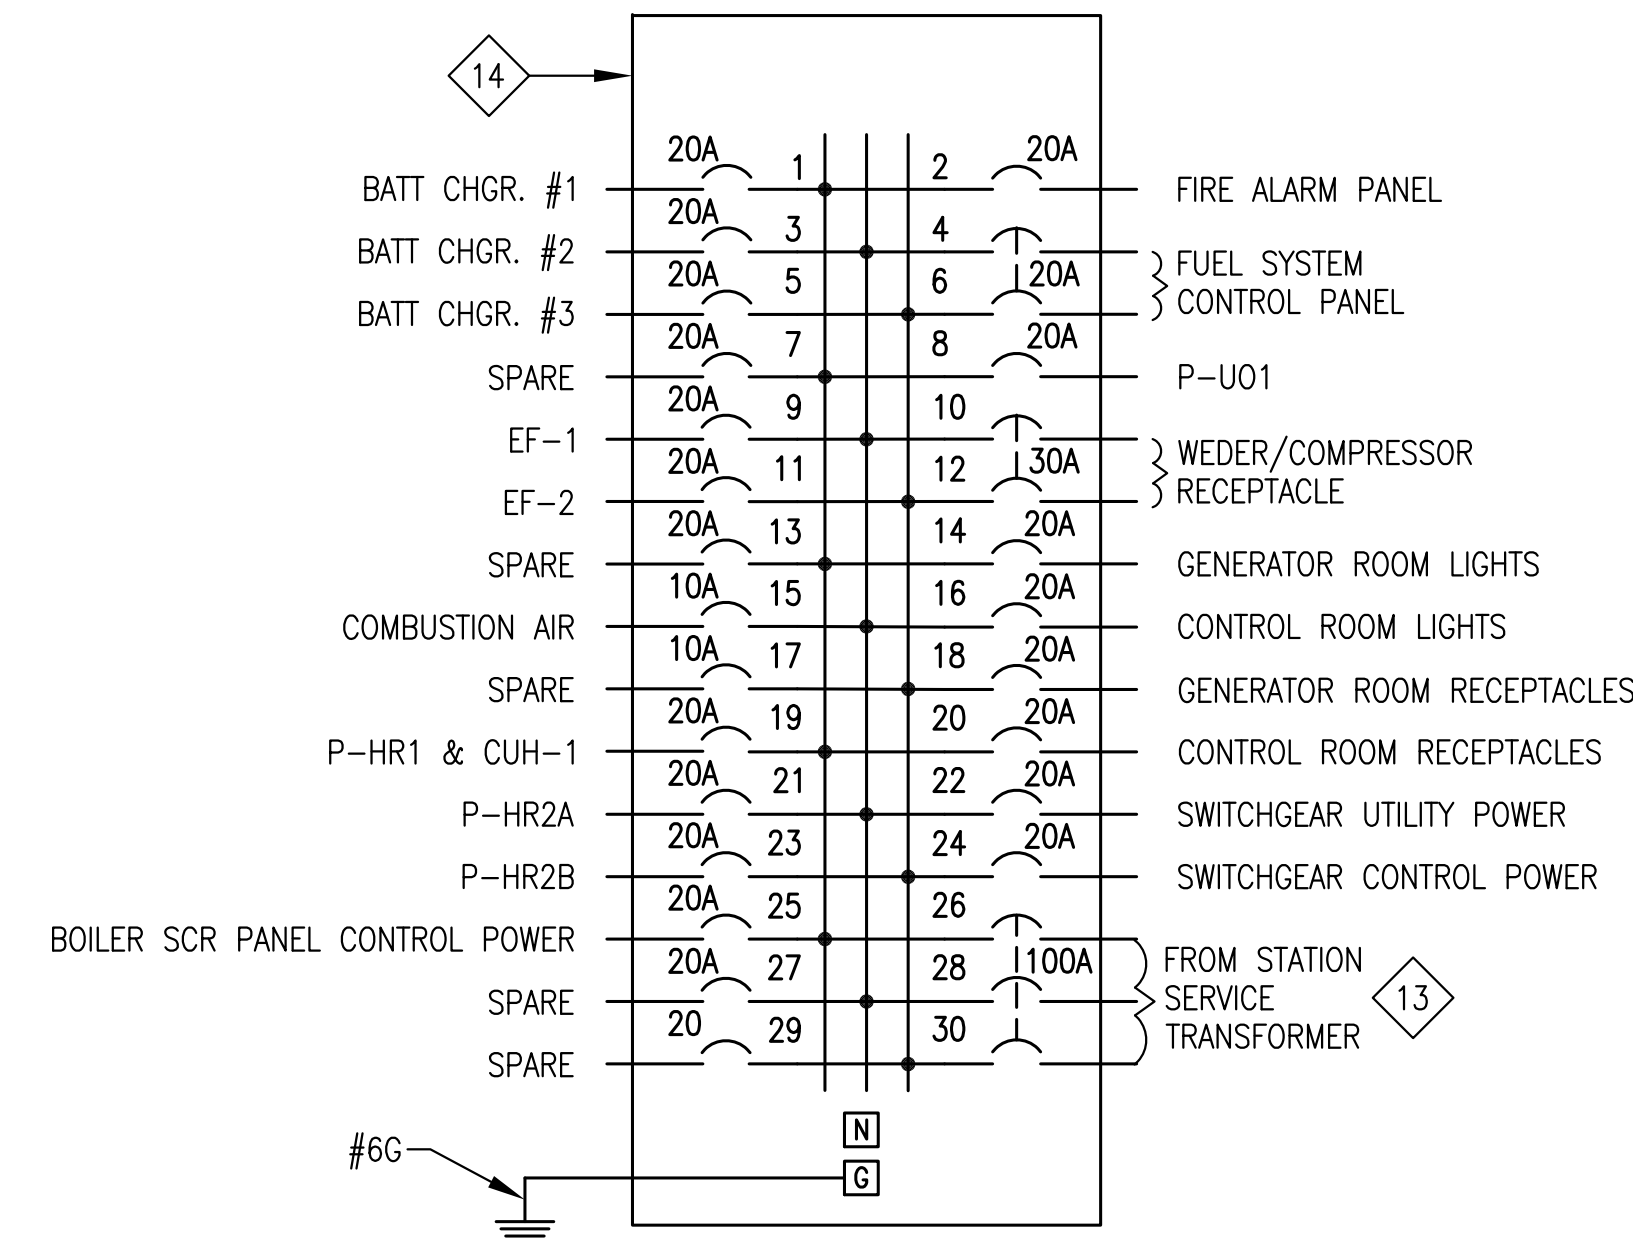 14
20A 1 2 20A
BATT CHGR. #1 FIRE ALARM PANEL
20A 3 4
BATT CHGR. #2
20A 5 6 20A
FUEL SYSTEM
CONTROL PANEL
BATT CHGR. #3
20A 7 8 20A
SPARE P-UO1
20A 9 10
EF-1
20A 11 12 30A
WEDER/COMPRESSOR
RECEPTACLE
EF-2
20A 13 14 20A
SPARE GENERATOR ROOM LIGHTS
10A 15 16 20A
COMBUSTION AIR CONTROL ROOM LIGHTS
10A 17 18 20A
SPARE GENERATOR ROOM RECEPTACLES
20A 19 20 20A
P-HR1 & CUH-1 CONTROL ROOM RECEPTACLES
20A 21 22 20A
P-HR2A SWITCHGEAR UTILITY POWER
20A 23 24 20A
P-HR2B SWITCHGEAR CONTROL POWER
20A 25 26
BOILER SCR PANEL CONTROL POWER
20A 27 28 100A
FROM STATION
SERVICE
TRANSFORMER
13
SPARE
20 29 30
SPARE
N
#6G
G